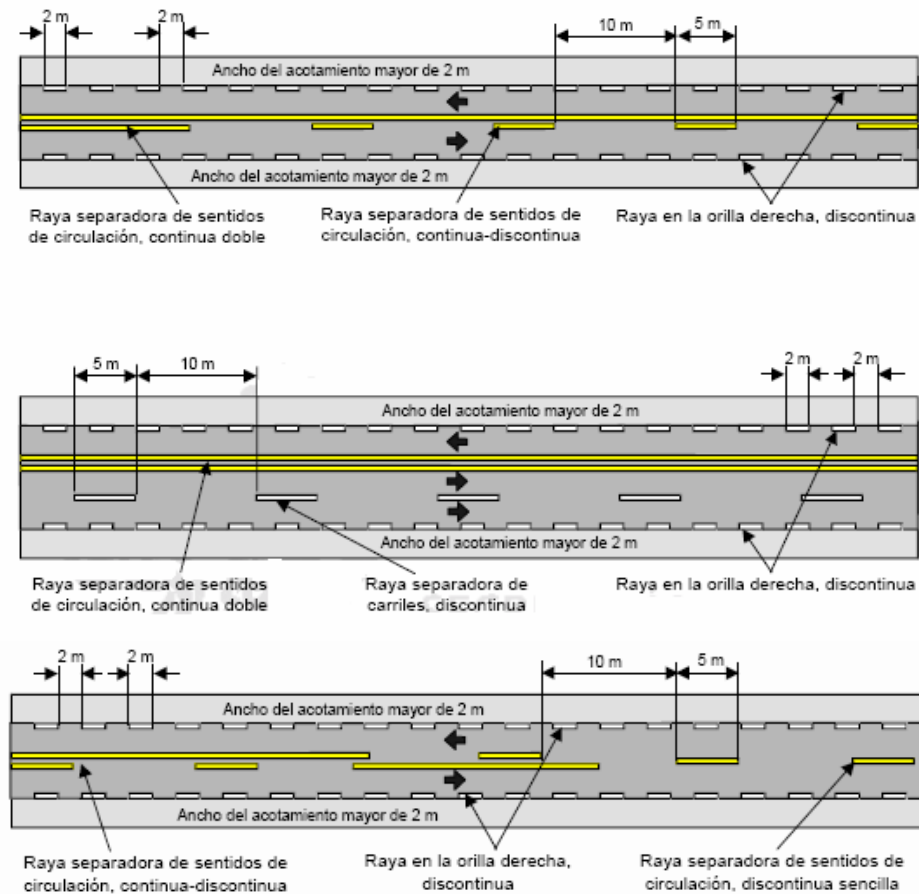 2 m 2 m 10 m 5 m
Ancho del acotamiento mayor de 2 m
Ancho del acotamiento mayor de 2 m
Raya separadora de sentidos
de circulación, continua doble
Raya separadora de sentidos de
circulación, continua-discontinua
Raya en la orilla derecha, discontinua
5 m 10 m 2 m 2 m
Ancho del acotamiento mayor de 2 m
Ancho del acotamiento mayor de 2 m
Raya separadora de sentidos
de circulación, continua doble
Raya separadora de
carriles, discontinua
Raya en la orilla derecha, discontinua
2 m 2 m 10 m 5 m
Ancho del acotamiento mayor de 2 m
Ancho del acotamiento mayor de 2 m
Raya separadora de sentidos de
circulación, continua-discontinua
Raya en la orilla derecha,
discontinua
Raya separadora de sentidos de
circulación, discontinua sencilla